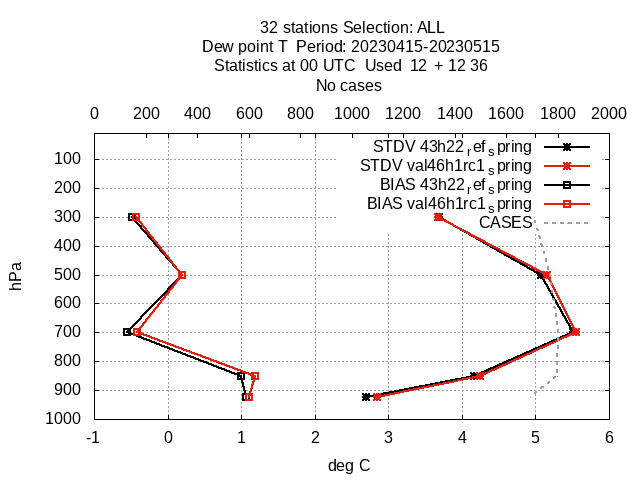 32 stations Selection: ALL
Dew point T  Period: 20230415-20230515
Statistics at 00 UTC  Used  12  + 12 36
No cases
0 200 400 600 800 1000 1200 1400 1600 1800 2000
STDV 43h22_ref_spring
STDV val46h1rc1_spring
BIAS 43h22_ref_spring
BIAS val46h1rc1_spring
CASES
100
200
300
400
500
600
700
800
900
1000
hPa
-1 0 1 2 3 4 5 6
deg C